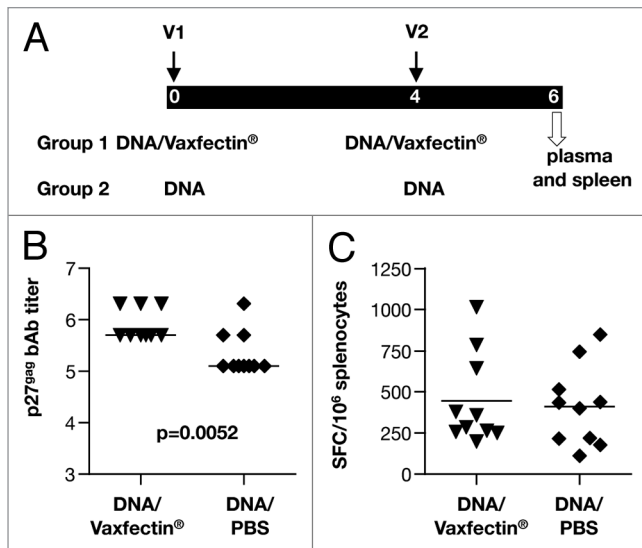 A
V1 V2
0 4 6
Group 1 DNA/Vaxfectin® DNA/Vaxfectin®
plasma
and spleen
Group 2 DNA DNA
B
p27gag bAb titer
7
6
5
4
3
p=0.0052
DNA/
Vaxfectin®
DNA/
PBS
C
SFC/10⁶ splenocytes
1250
1000
750
500
250
0
DNA/
Vaxfectin®
DNA/
PBS